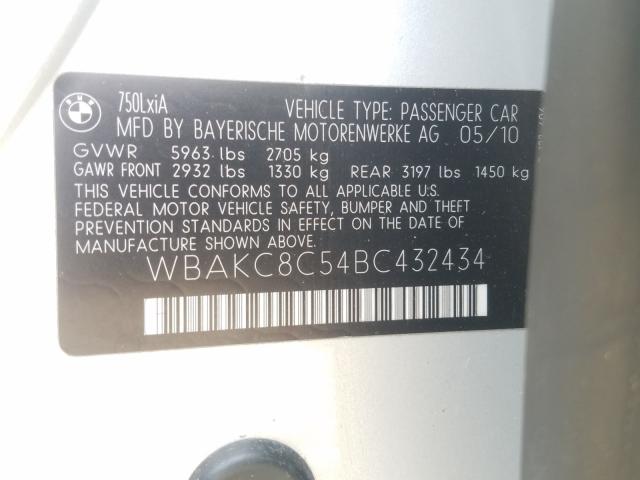 BMW
750LxiA
VEHICLE TYPE: PASSENGER CAR
MFD BY BAYERISCHE MOTORENWERKE AG 05/10
GVWR 5963 lbs 2705 kg
GAWR FRONT 2932 lbs 1330 kg REAR 3197 lbs 1450 kg
THIS VEHICLE CONFORMS TO ALL APPLICABLE U.S.
FEDERAL MOTOR VEHICLE SAFETY, BUMPER AND THEFT
PREVENTION STANDARDS IN EFFECT ON THE DATE OF
MANUFACTURE SHOWN ABOVE.
WBAKC8C54BC432434